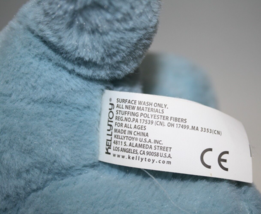 SURFACE WASH ONLY.
ALL NEW MATERIALS
STUFFING POLYESTER FIBERS
REG.NO.PA 17539 (CN), OH 17499, MA 3350(CN)
FOR ALL AGES
MADE IN CHINA
KELLYTOY® U.S.A., INC.
4811 S. ALAMEDA STREET
LOS ANGELES, CA 90058 U.S.A.
www.kellytoy.com
KELLYTOY®
CE